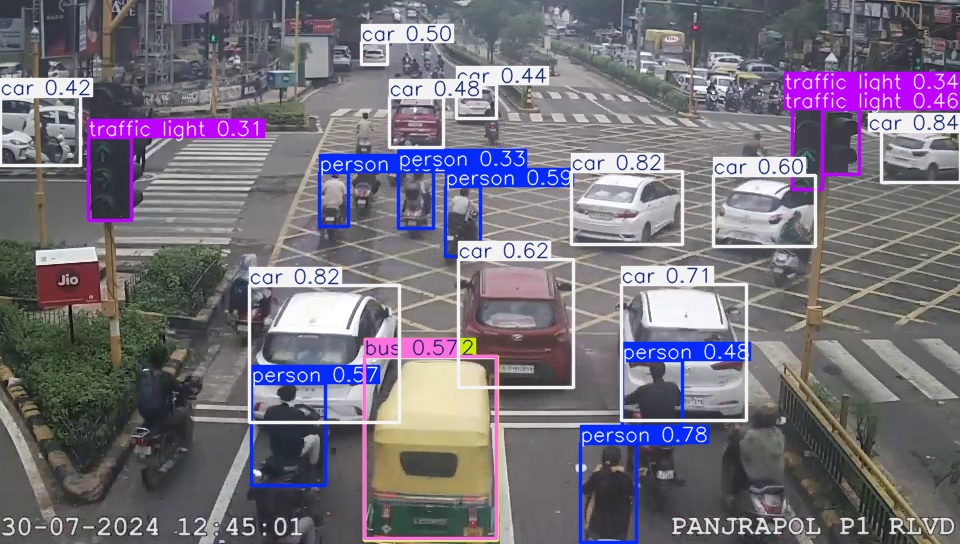 car 0.50
car 0.44
car 0.42
car 0.48
traffic light 0.34
traffic light 0.46
car 0.84
traffic light 0.31
person
person 0.33
person 0.59
car 0.82
car 0.60
car 0.62
car 0.82
car 0.71
Jio
bus 0.57 2
person 0.48
person 0.57
person 0.78
30-07-2024 12:45:01
PANJRAPOL P1 RLVD